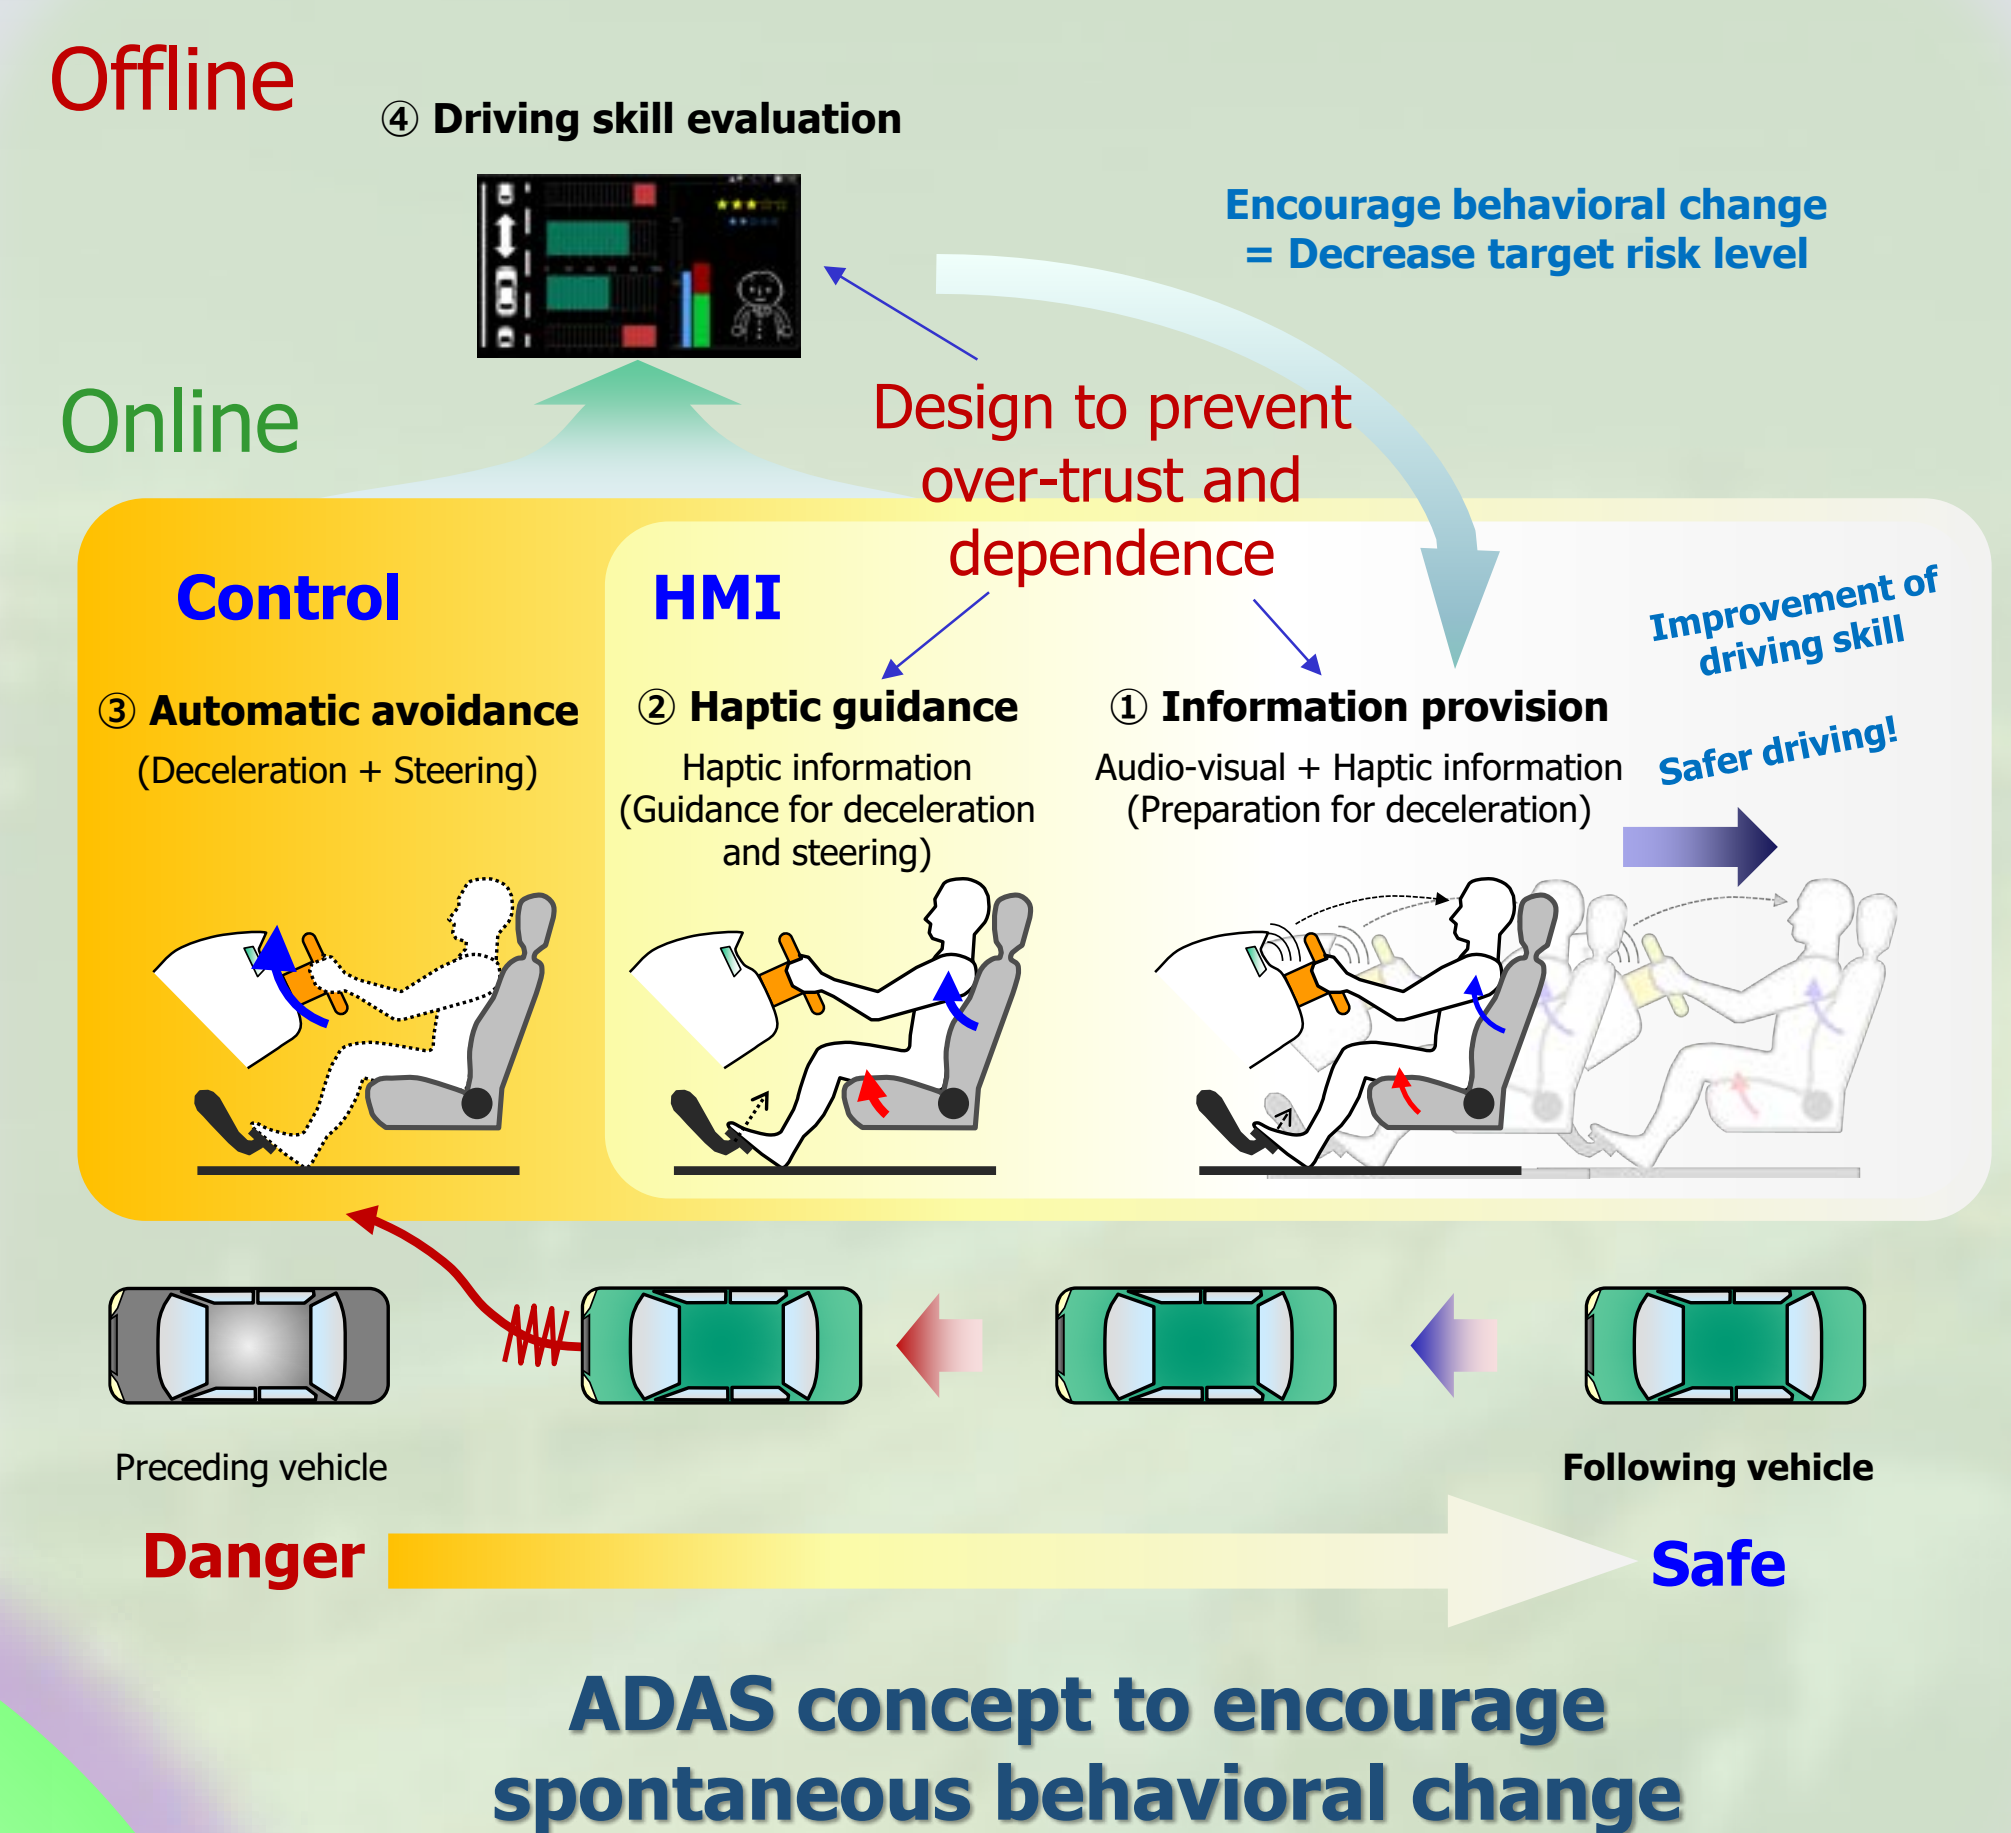 Offline
④ Driving skill evaluation
Encourage behavioral change
= Decrease target risk level
Online
Design to prevent
over-trust and
dependence
Control
HMI
Improvement of
driving skill
Safer driving!
③ Automatic avoidance
(Deceleration + Steering)
② Haptic guidance
Haptic information
(Guidance for deceleration
and steering)
① Information provision
Audio-visual + Haptic information
(Preparation for deceleration)
Preceding vehicle
Following vehicle
Danger
Safe
ADAS concept to encourage
spontaneous behavioral change